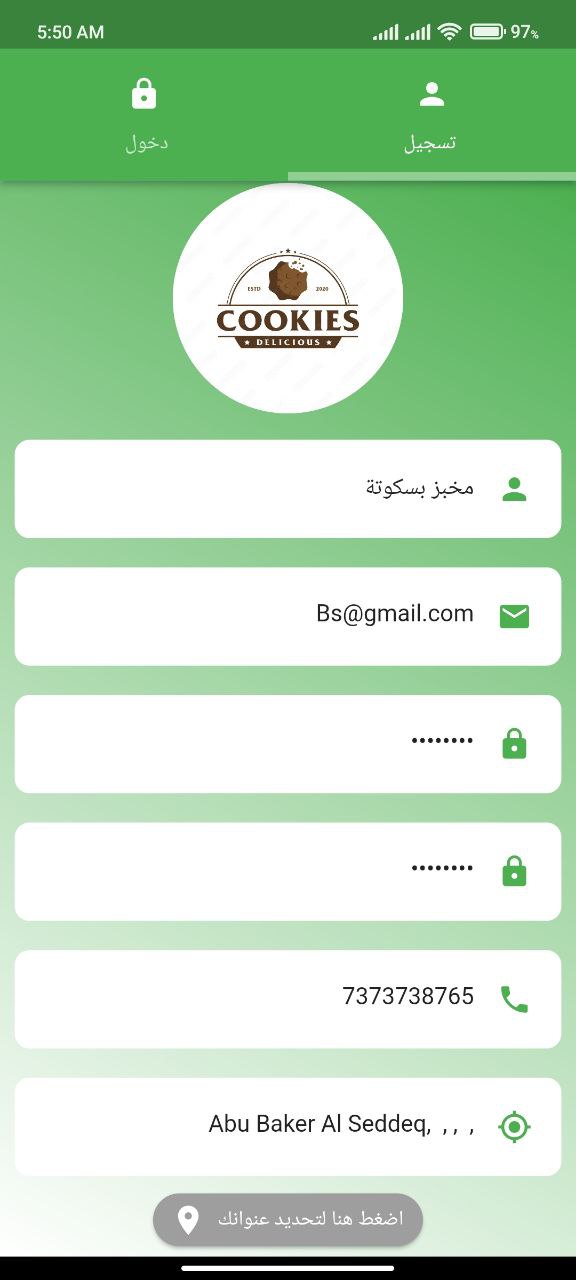 5:50 AM
97%
تسجيل
دخول
ESTD 2020
COOKIES
★ DELICIOUS ★
مخبز بسكوتة
Bs@gmail.com
••••••••
••••••••
7373738765
Abu Baker Al Seddeq, , , ,
اضغط هنا لتحديد عنوانك